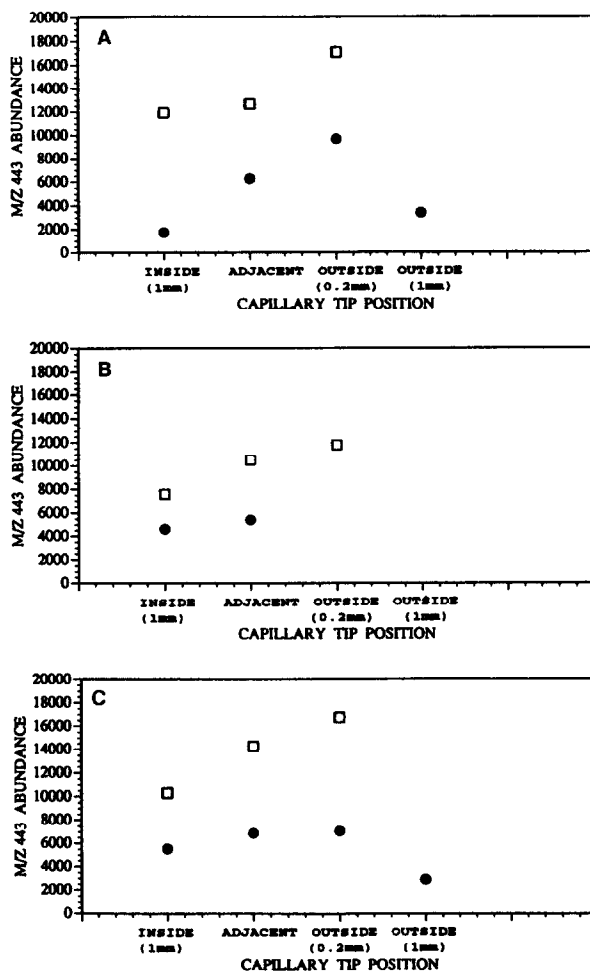 A
M/Z 443 ABUNDANCE
20000
18000
16000
14000
12000
10000
8000
6000
4000
2000
0
INSIDE ADJACENT OUTSIDE OUTSIDE
(1mm) (0.2mm) (1mm)
CAPILLARY TIP POSITION
B
M/Z 443 ABUNDANCE
20000
18000
16000
14000
12000
10000
8000
6000
4000
2000
0
INSIDE ADJACENT OUTSIDE OUTSIDE
(1mm) (0.2mm) (1mm)
CAPILLARY TIP POSITION
C
M/Z 443 ABUNDANCE
20000
18000
16000
14000
12000
10000
8000
6000
4000
2000
0
INSIDE ADJACENT OUTSIDE OUTSIDE
(1mm) (0.2mm) (1mm)
CAPILLARY TIP POSITION